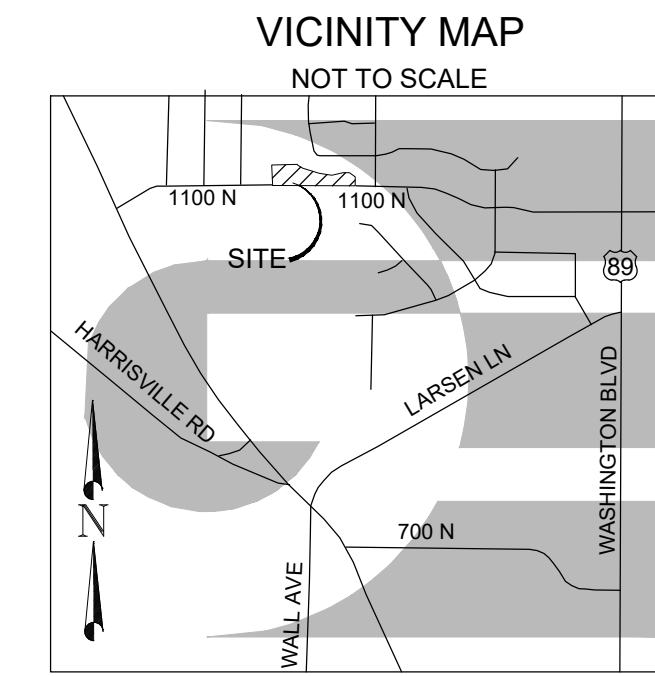 VICINITY MAP
NOT TO SCALE
1100 N
1100 N
SITE
89
HARRISVILLE RD
LARSEN LN
WASHINGTON BLVD
N
700 N
WALL AVE